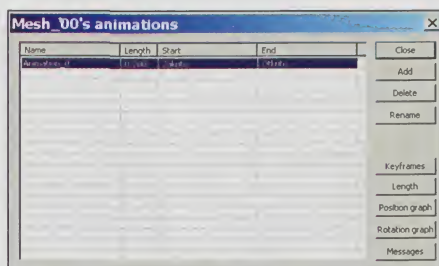 Mesh_00's animations
Name Length Start End
Close
Add
Delete
Rename
Keyframes
Length
Position graph
Rotation graph
Messages